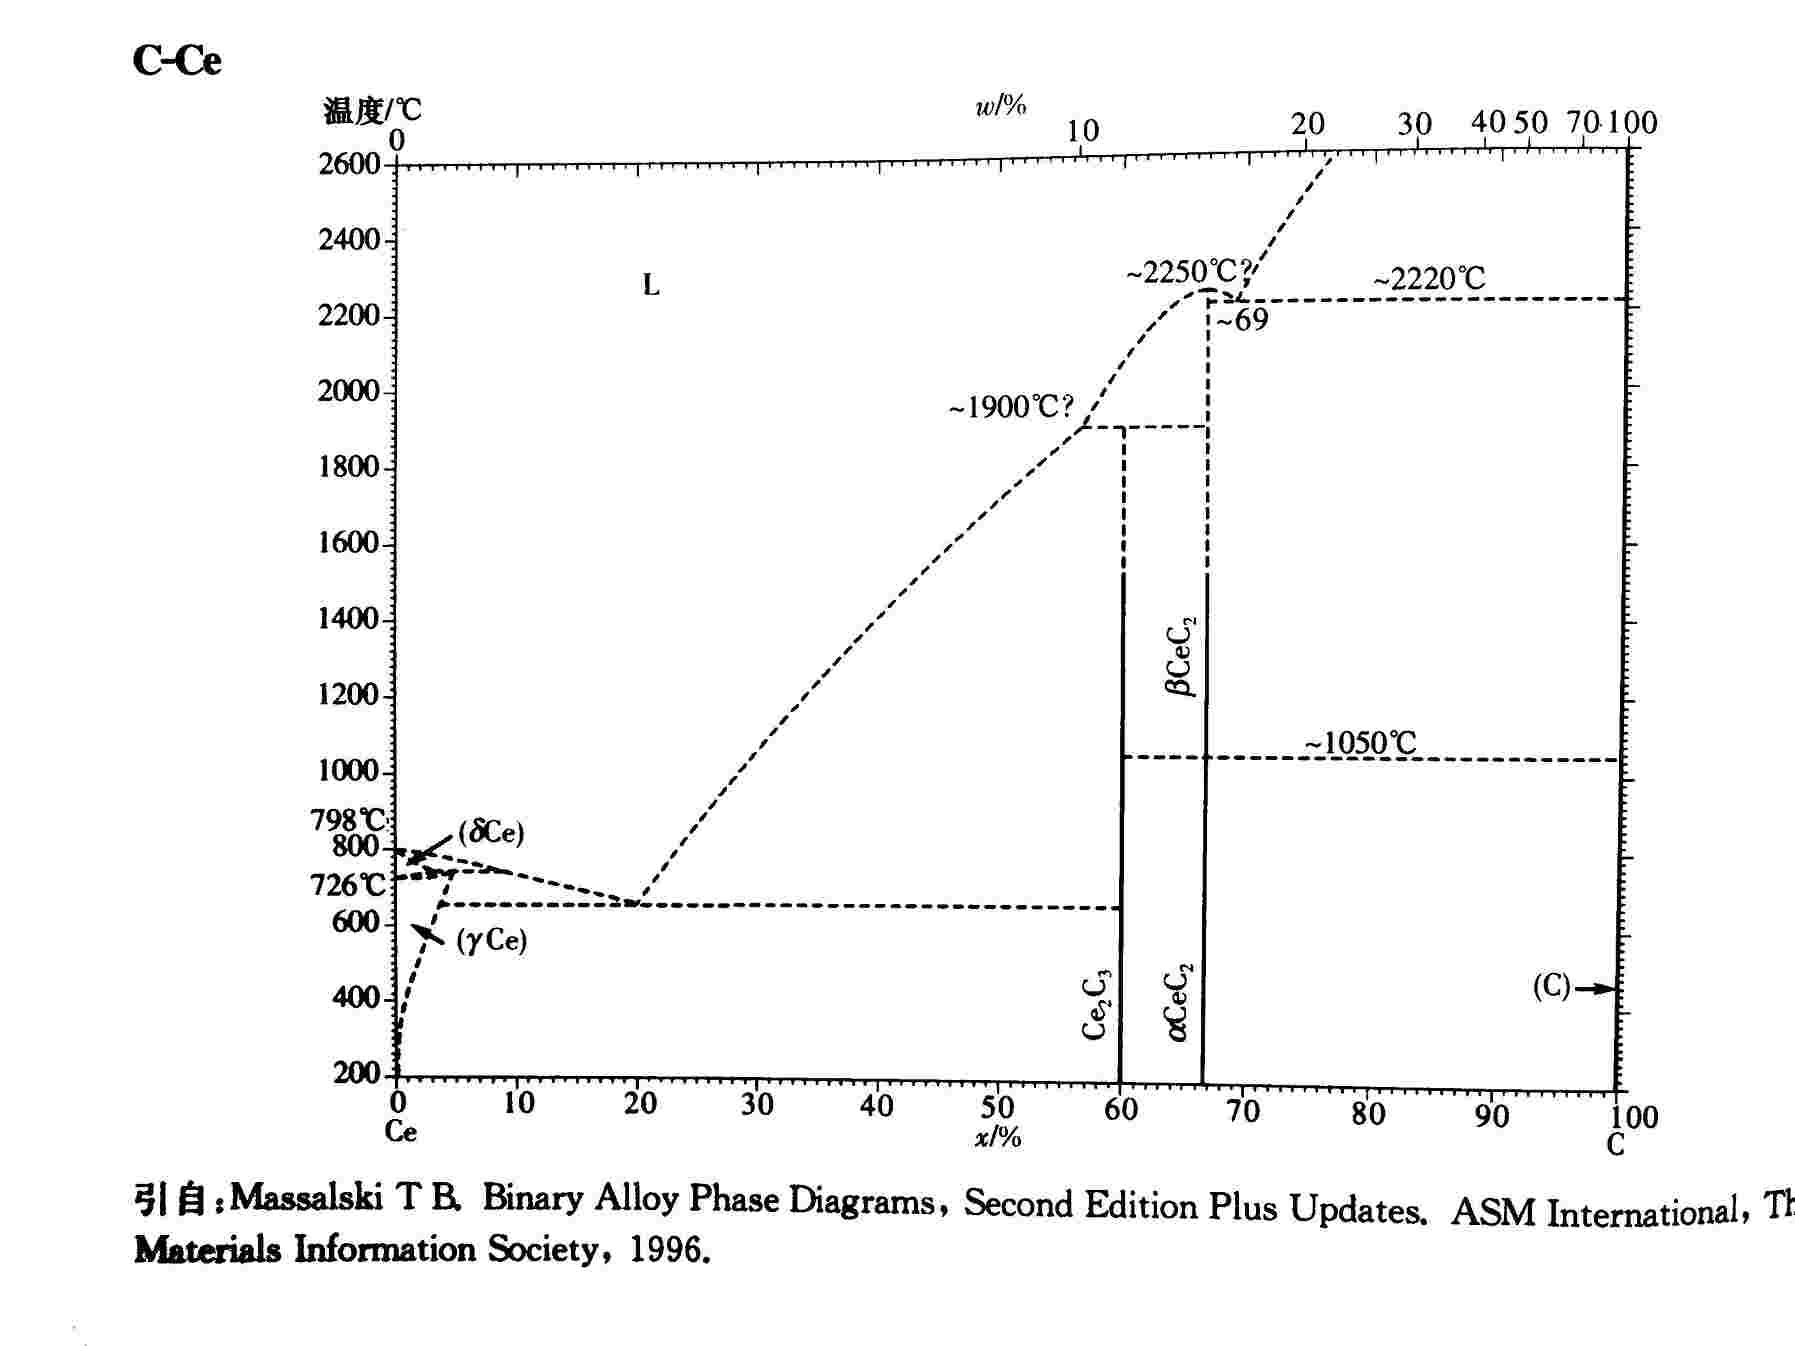 C-Ce
温度/℃
w/%
0 10 20 30 40 50 70 100
2600
2400
2200
2000
1800
1600
1400
1200
1000
798℃
800
726℃
600
400
200
L
~2250℃?
~2220℃
~69
~1900℃?
βCeC₂
~1050℃
(δCe)
(γCe)
Ce₂C₃
αCeC₂
(C)
0 10 20 30 40 50 60 70 80 90 100
Ce x/% C
引自:Massalski T B. Binary Alloy Phase Diagrams, Second Edition Plus Updates. ASM International,
Materials Information Society, 1996.